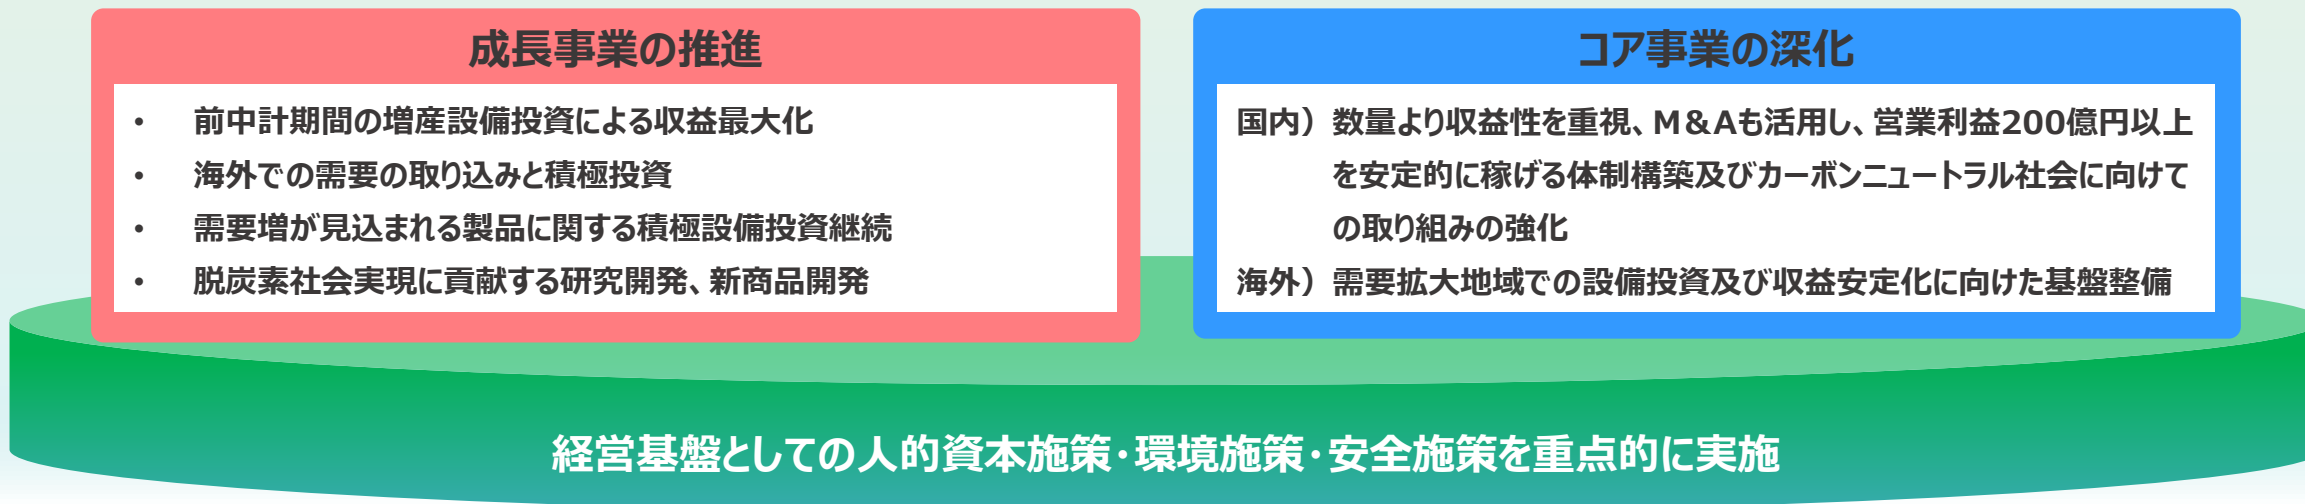 成長事業の推進
• 前中計期間の増産設備投資による収益最大化
• 海外での需要の取り込みと積極投資
• 需要増が見込まれる製品に関する積極設備投資継続
• 脱炭素社会実現に貢献する研究開発、新商品開発
コア事業の深化
国内）数量より収益性を重視、M＆Aも活用し、営業利益200億円以上
を安定的に稼げる体制構築及びカーボンニュートラル社会に向けて
の取り組みの強化
海外）需要拡大地域での設備投資及び収益安定化に向けた基盤整備
経営基盤としての人的資本施策・環境施策・安全施策を重点的に実施